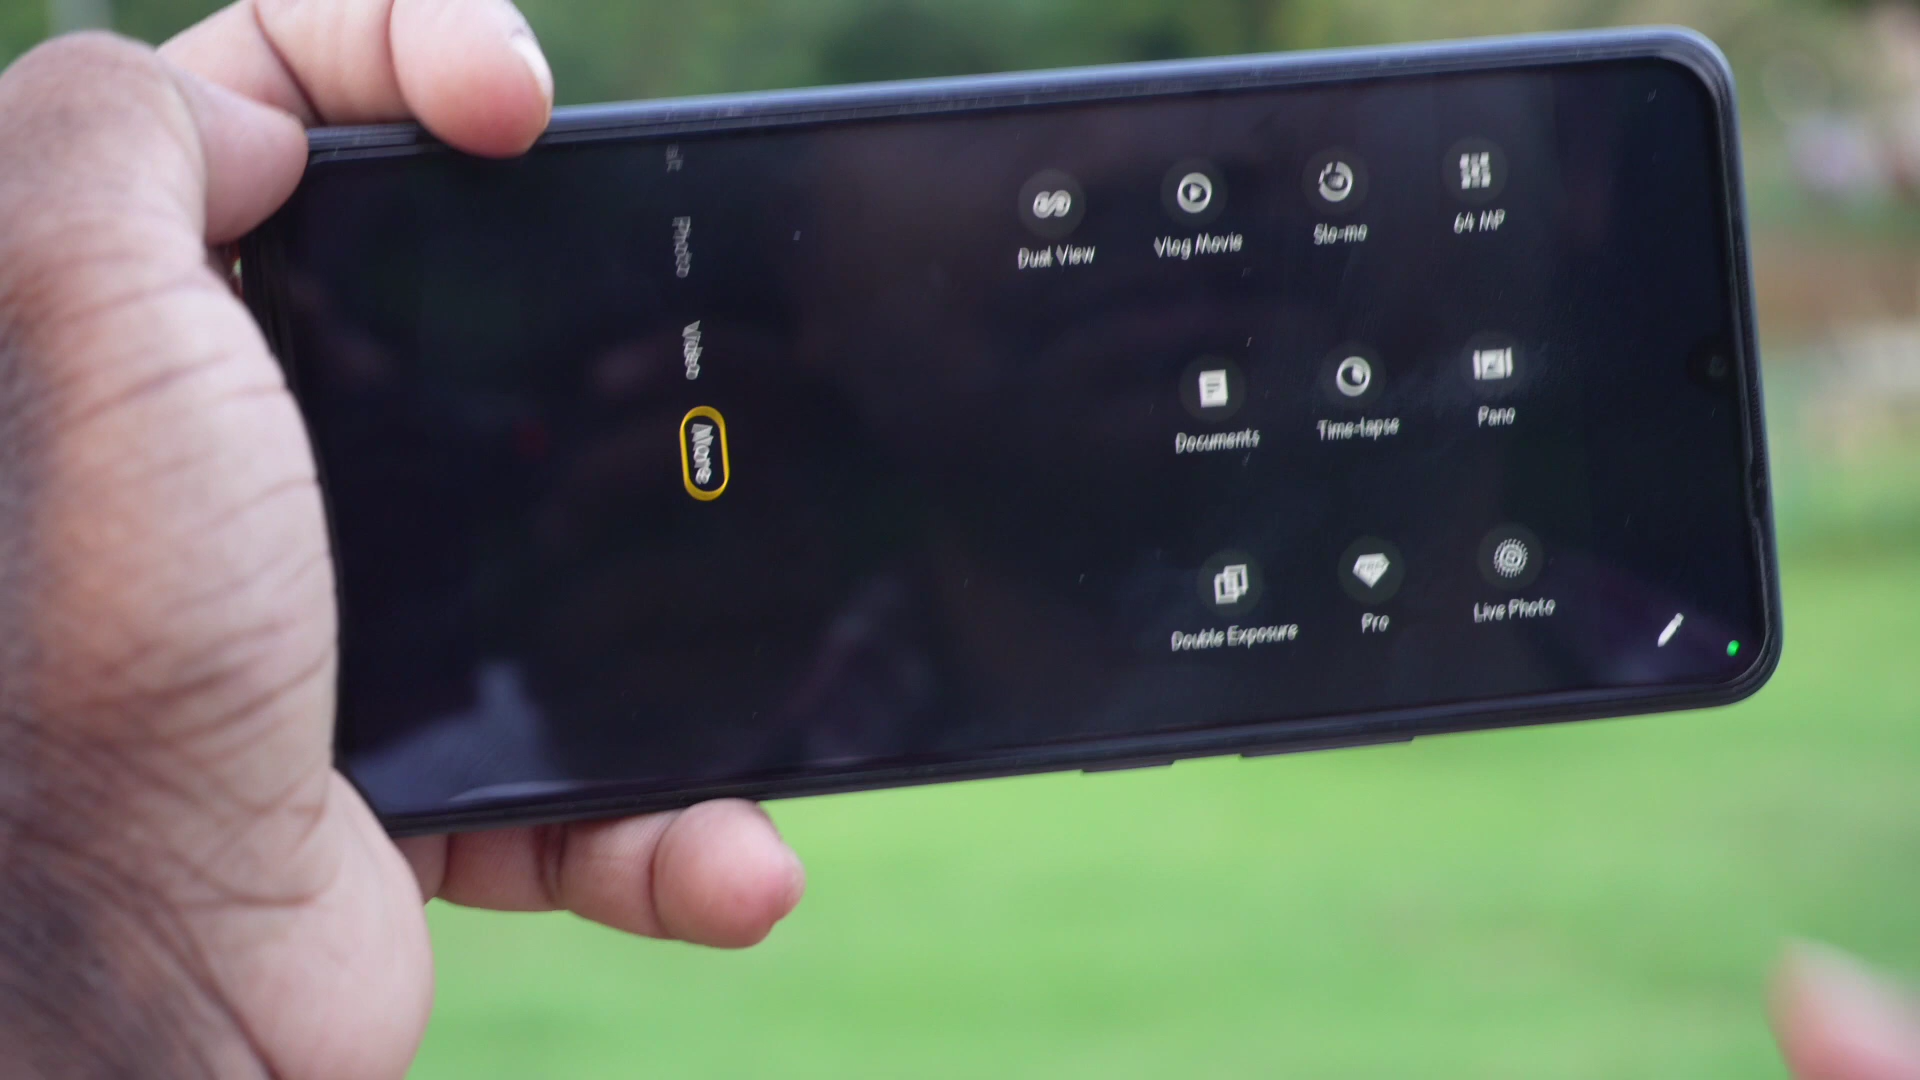 64 MP
Slo-mo
Vlog Movie
Dual View
Pano
Time-lapse
Documents
Live Photo
Pro
Double Exposure
Photo
Video
More